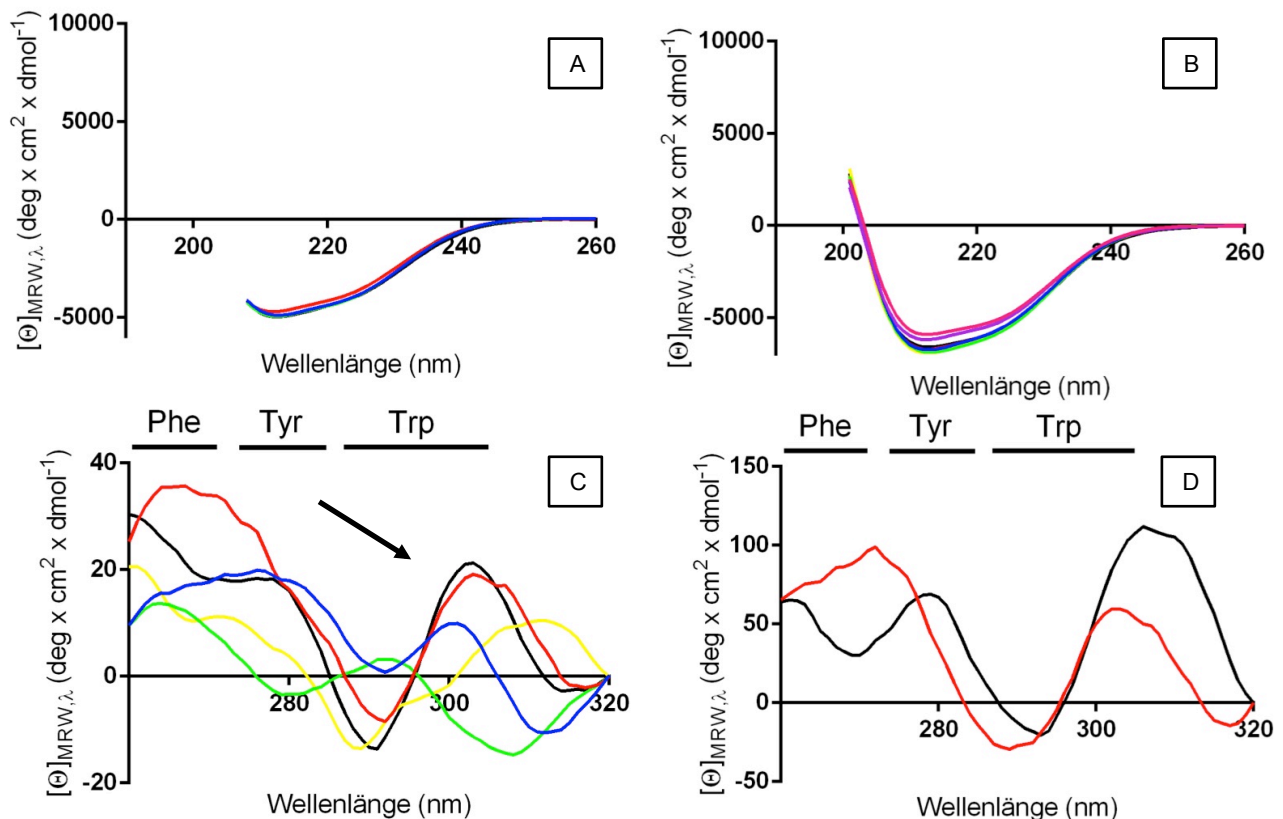 10000
5000
0
-5000
200 220 240 260
[Θ]MRW,λ (deg x cm² x dmol⁻¹)
Wellenlänge (nm)
A
10000
5000
0
-5000
200 220 240 260
[Θ]MRW,λ (deg x cm² x dmol⁻¹)
Wellenlänge (nm)
B
Phe Tyr Trp
40
20
0
-20
280 300 320
[Θ]MRW,λ (deg x cm² x dmol⁻¹)
Wellenlänge (nm)
C
Phe Tyr Trp
150
100
50
0
-50
280 300 320
[Θ]MRW,λ (deg x cm² x dmol⁻¹)
Wellenlänge (nm)
D